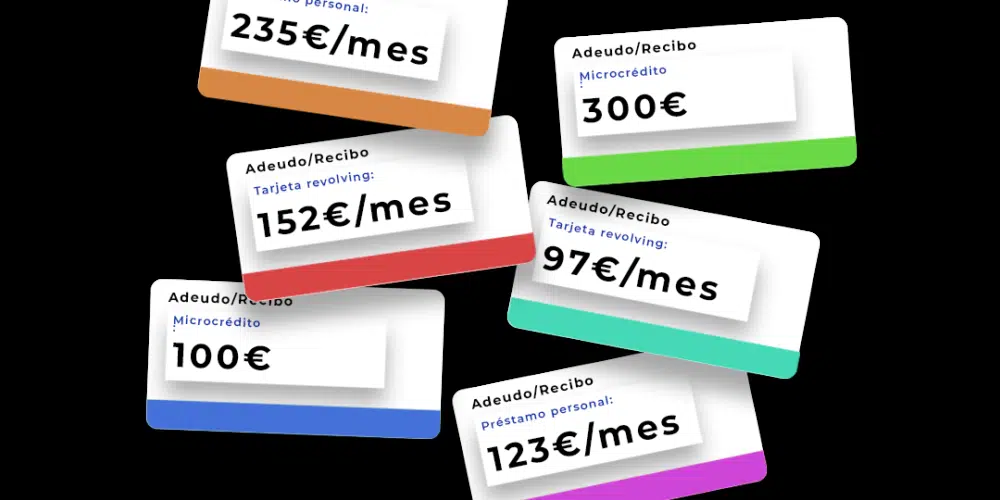 personal:
235€/mes
Adeudo/Recibo
Microcrédito
:
300€
Adeudo/Recibo
Tarjeta revolving:
152€/mes
Adeudo/Recibo
Tarjeta revolving:
97€/mes
Adeudo/Recibo
Microcrédito
:
100€
Adeudo/Recibo
Préstamo personal:
123€/mes